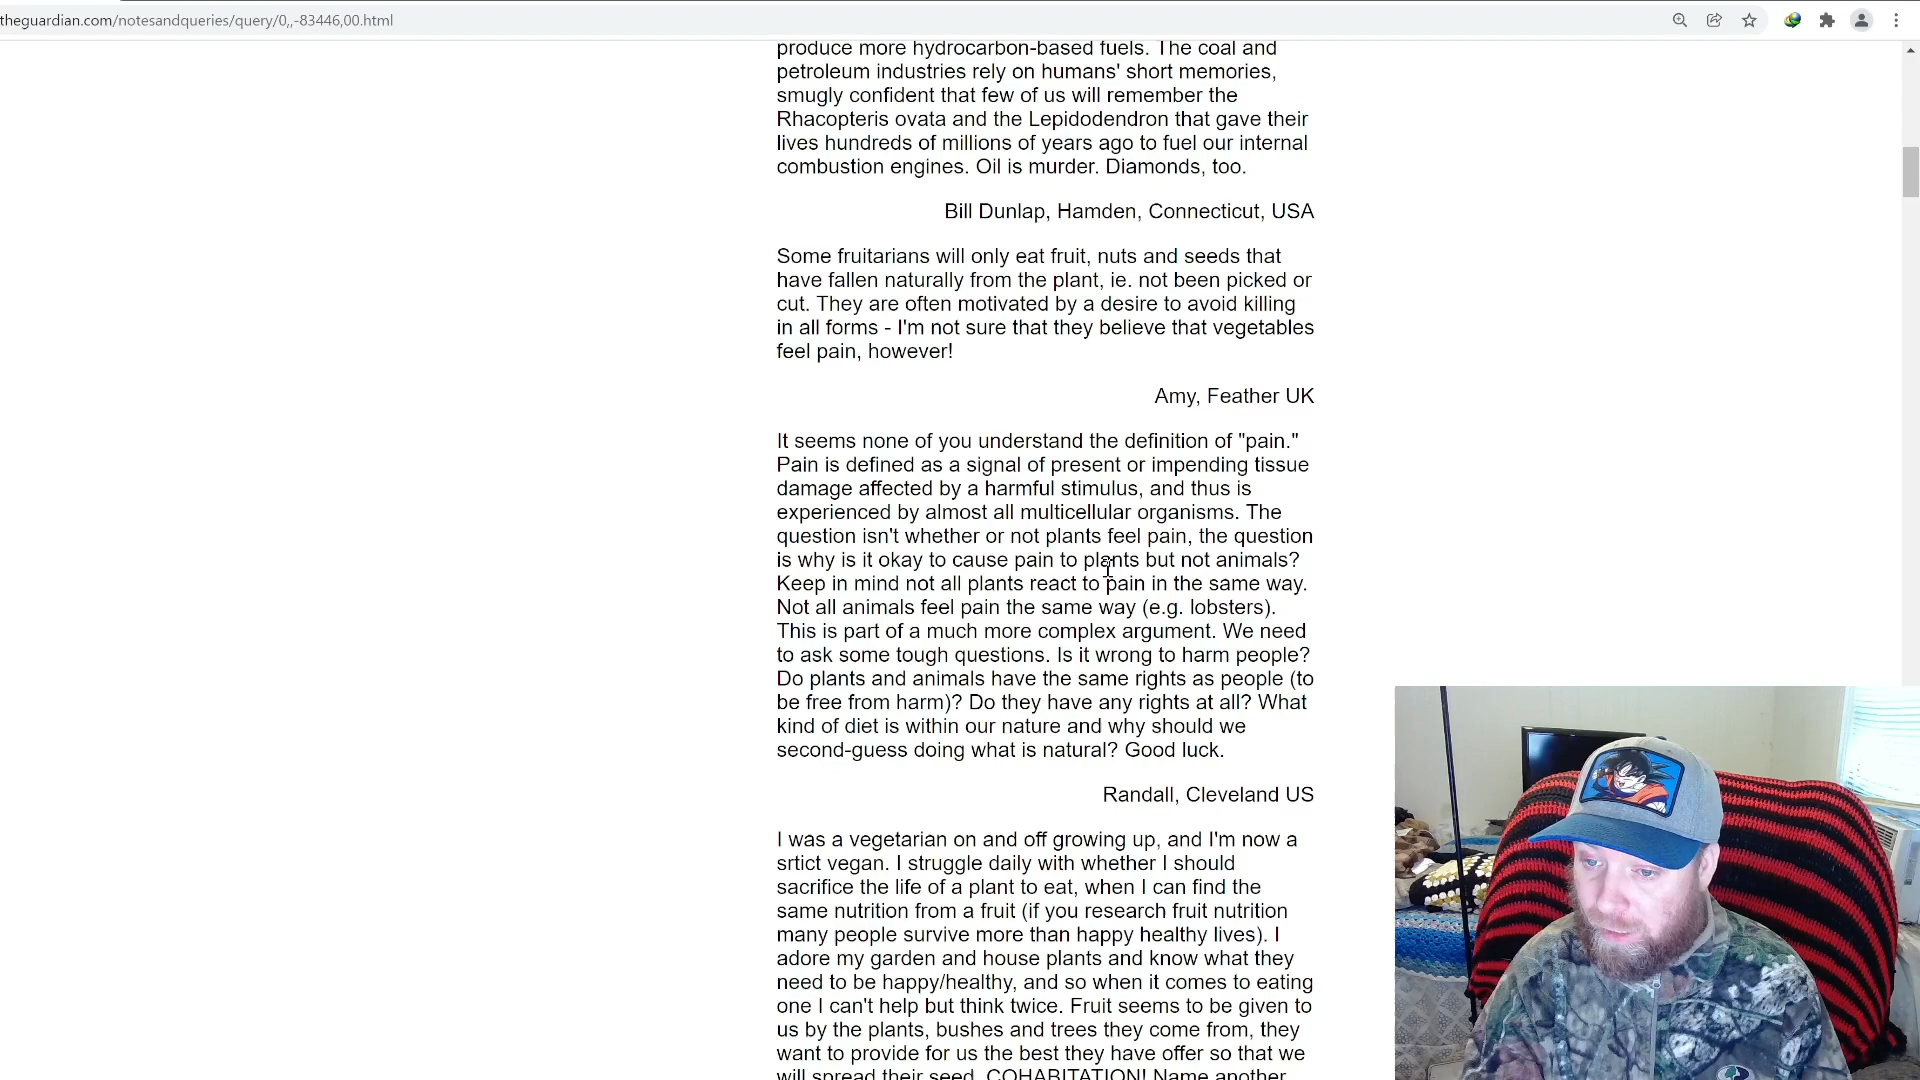 theguardian.com/notesandqueries/query/0,,-83446,00.html
produce more hydrocarbon-based fuels. The coal and
petroleum industries rely on humans' short memories,
smugly confident that few of us will remember the
Rhacopteris ovata and the Lepidodendron that gave their
lives hundreds of millions of years ago to fuel our internal
combustion engines. Oil is murder. Diamonds, too.
Bill Dunlap, Hamden, Connecticut, USA
Some fruitarians will only eat fruit, nuts and seeds that
have fallen naturally from the plant, ie. not been picked or
cut. They are often motivated by a desire to avoid killing
in all forms - I'm not sure that they believe that vegetables
feel pain, however!
Amy, Feather UK
It seems none of you understand the definition of "pain."
Pain is defined as a signal of present or impending tissue
damage affected by a harmful stimulus, and thus is
experienced by almost all multicellular organisms. The
question isn't whether or not plants feel pain, the question
is why is it okay to cause pain to plants but not animals?
Keep in mind not all plants react to pain in the same way.
Not all animals feel pain the same way (e.g. lobsters).
This is part of a much more complex argument. We need
to ask some tough questions. Is it wrong to harm people?
Do plants and animals have the same rights as people (to
be free from harm)? Do they have any rights at all? What
kind of diet is within our nature and why should we
second-guess doing what is natural? Good luck.
Randall, Cleveland US
I was a vegetarian on and off growing up, and I'm now a
srtict vegan. I struggle daily with whether I should
sacrifice the life of a plant to eat, when I can find the
same nutrition from a fruit (if you research fruit nutrition
many people survive more than happy healthy lives). I
adore my garden and house plants and know what they
need to be happy/healthy, and so when it comes to eating
one I can't help but think twice. Fruit seems to be given to
us by the plants, bushes and trees they come from, they
want to provide for us the best they have offer so that we
will spread their seed. COHABITATION! Name another